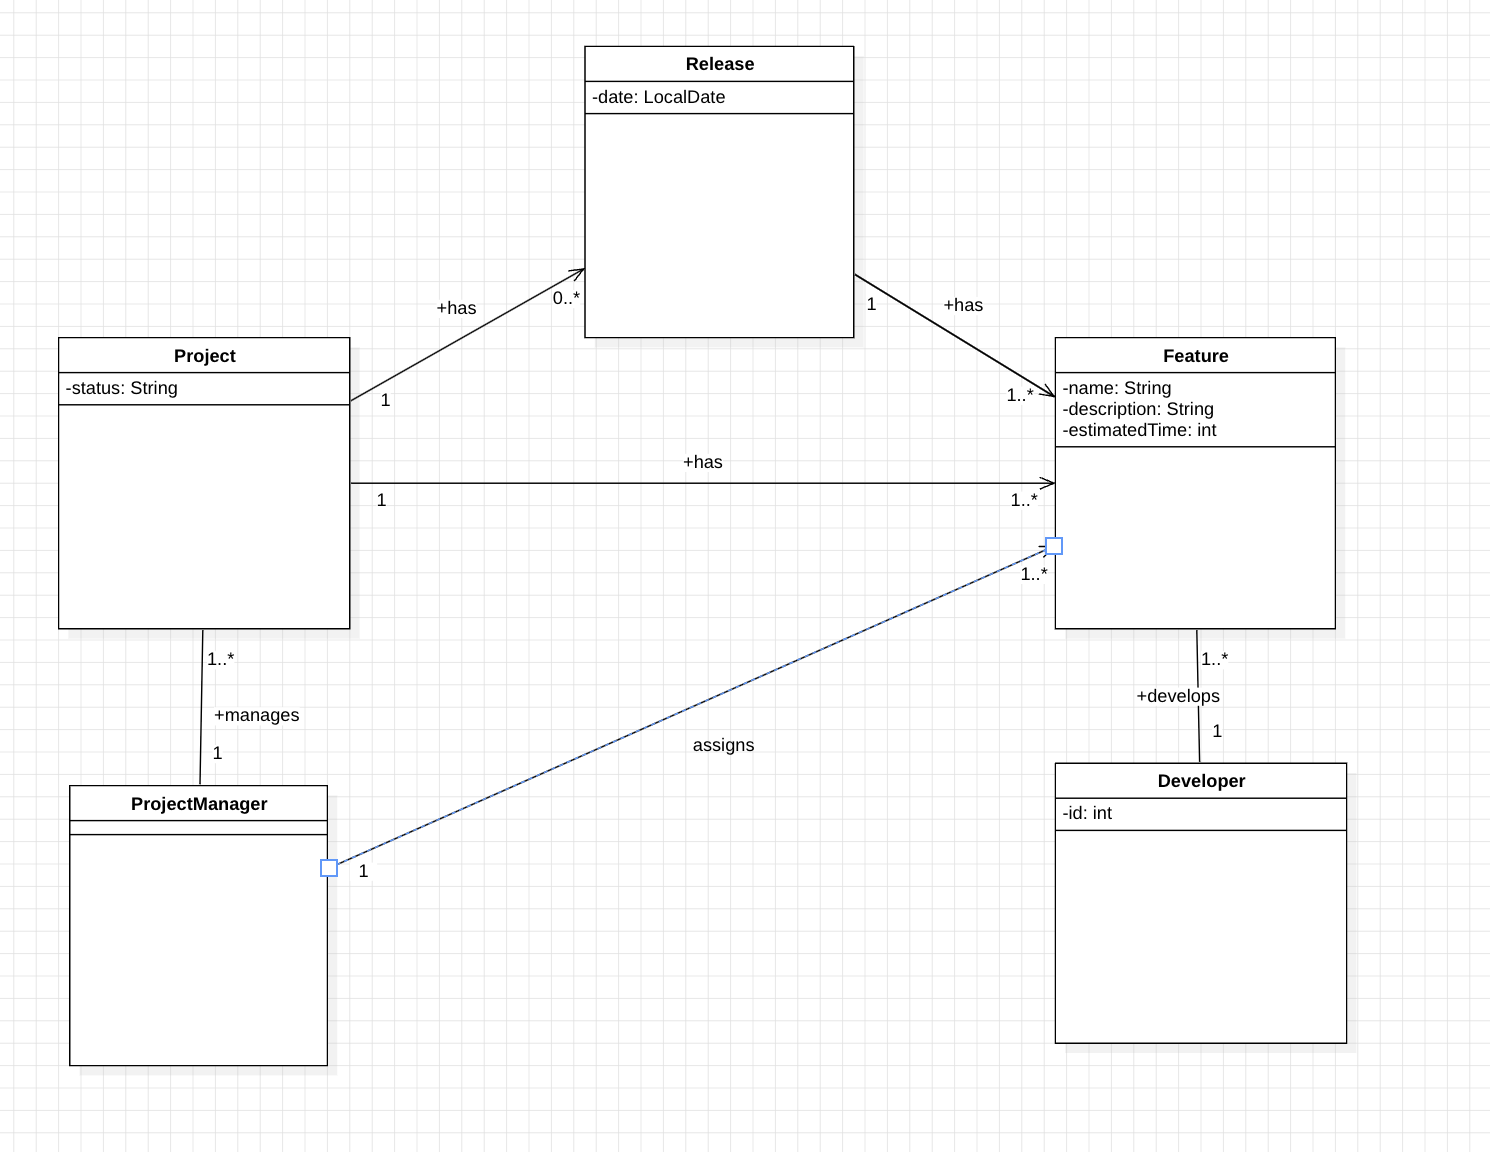 Release
-date: LocalDate
+has
0..*
1
+has
1
1..*
Project
-status: String
Feature
-name: String
-description: String
-estimatedTime: int
+has
1
1..*
1..*
1..*
+manages
1
assigns
1..*
+develops
1
ProjectManager
1
Developer
-id: int